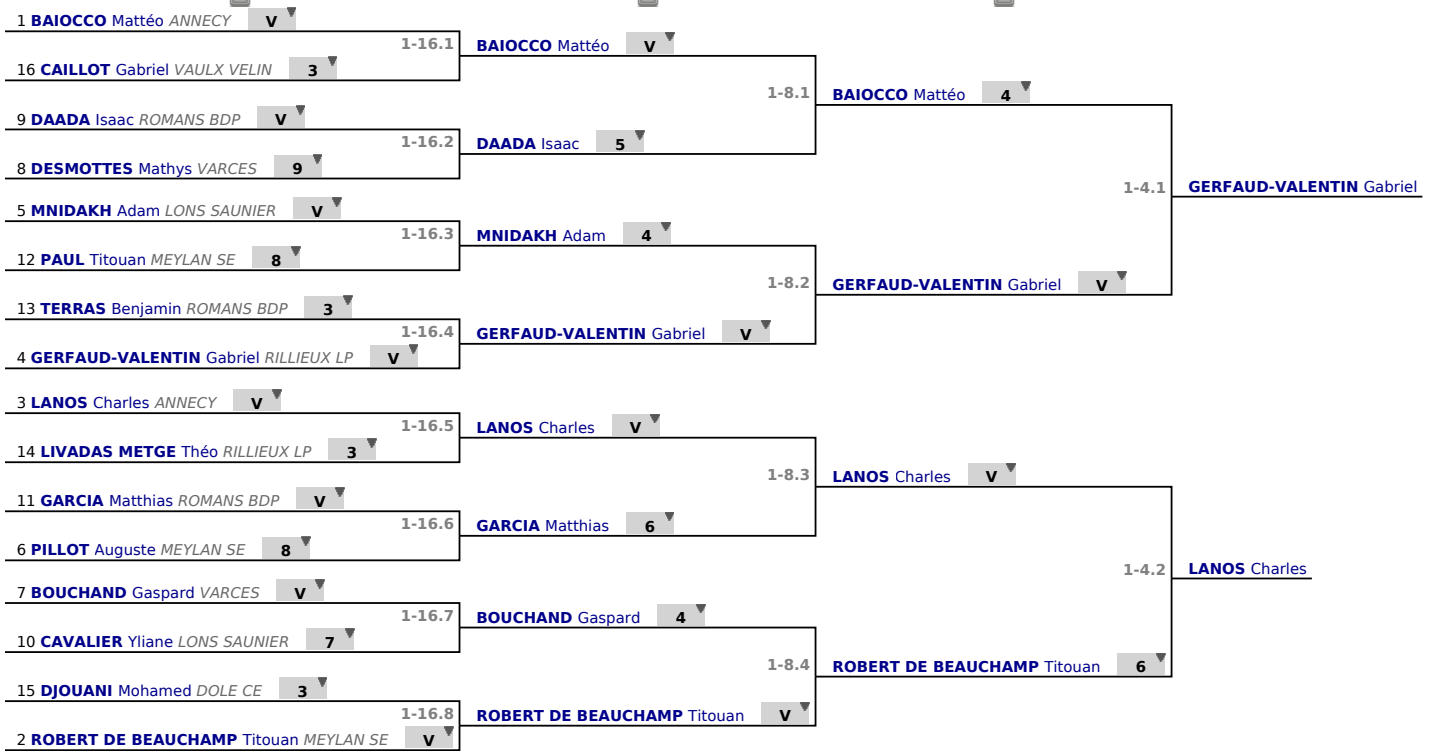 1 BAIOCCO Mattéo ANNECY V
1-16.1
16 CAILLOT Gabriel VAULX VELIN 3
9 DAADA Isaac ROMANS BDP V
1-16.2
8 DESMOTTES Mathys VARCES 9
5 MNIDAKH Adam LONS SAUNIER V
1-16.3
12 PAUL Titouan MEYLAN SE 8
13 TERRAS Benjamin ROMANS BDP 3
1-16.4
4 GERFAUD-VALENTIN Gabriel RILLIEUX LP V
3 LANOS Charles ANNECY V
1-16.5
14 LIVADAS METGE Théo RILLIEUX LP 3
11 GARCIA Matthias ROMANS BDP V
1-16.6
6 PILLOT Auguste MEYLAN SE 8
7 BOUCHAND Gaspard VARCES V
1-16.7
10 CAVALIER Yliane LONS SAUNIER 7
15 DJOUANI Mohamed DOLE CE 3
1-16.8
2 ROBERT DE BEAUCHAMP Titouan MEYLAN SE V
BAIOCCO Mattéo V
1-8.1
DAADA Isaac 5
MNIDAKH Adam 4
1-8.2
GERFAUD-VALENTIN Gabriel V
LANOS Charles V
1-8.3
GARCIA Matthias 6
BOUCHAND Gaspard 4
1-8.4
ROBERT DE BEAUCHAMP Titouan V
BAIOCCO Mattéo 4
1-4.1
GERFAUD-VALENTIN Gabriel V
LANOS Charles V
1-4.2
ROBERT DE BEAUCHAMP Titouan 6
GERFAUD-VALENTIN Gabriel
LANOS Charles